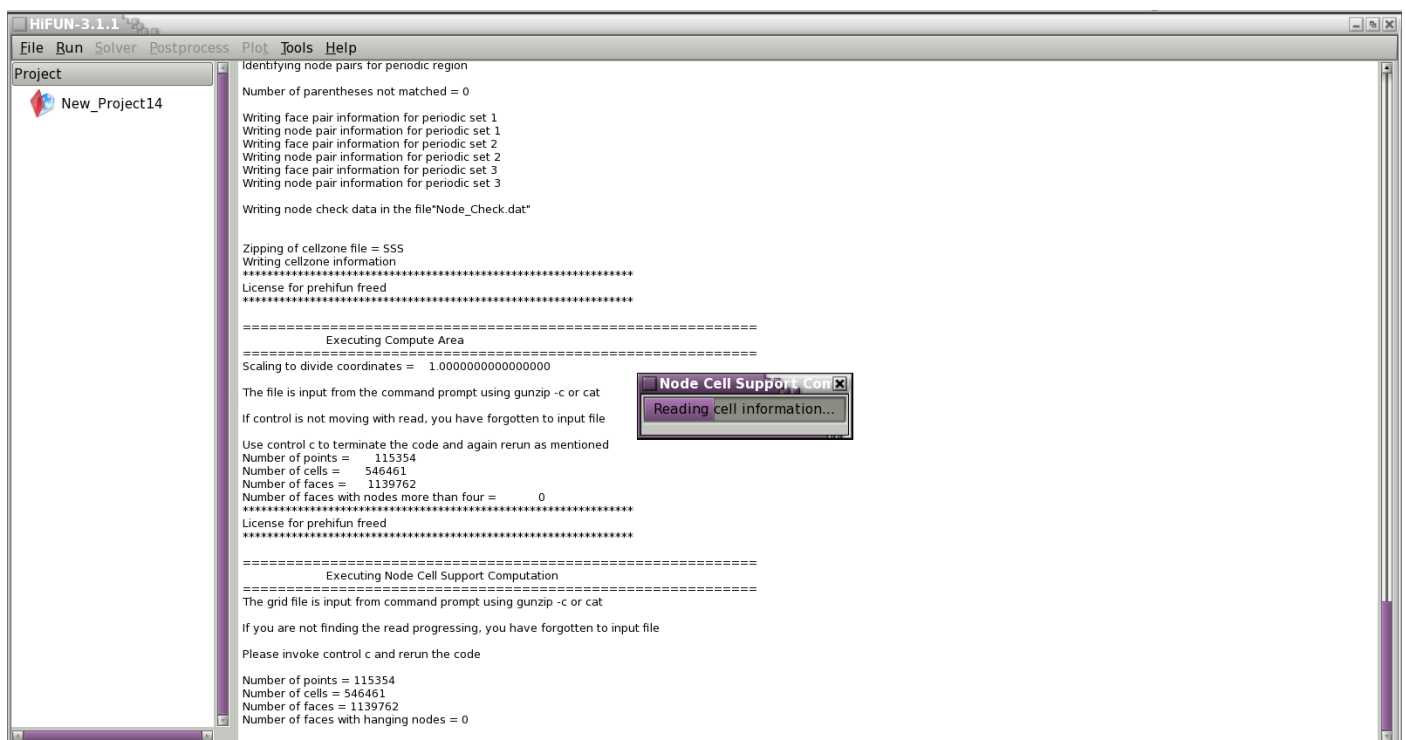 HiFUN-3.1.1
File Run Solver Postprocess Plot Tools Help
Project
New_Project14
Identifying node pairs for periodic region
Number of parentheses not matched = 0
Writing face pair information for periodic set 1
Writing node pair information for periodic set 1
Writing face pair information for periodic set 2
Writing node pair information for periodic set 2
Writing face pair information for periodic set 3
Writing node pair information for periodic set 3
Writing node check data in the file"Node_Check.dat"
Zipping of cellzone file = SSS
Writing cellzone information
****************************************************************
License for prehifun freed
****************************************************************
===========================================================
Executing Compute Area
===========================================================
Scaling to divide coordinates = 1.0000000000000000
The file is input from the command prompt using gunzip -c or cat
If control is not moving with read, you have forgotten to input file
Use control c to terminate the code and again rerun as mentioned
Number of points = 115354
Number of cells = 546461
Number of faces = 1139762
Number of faces with nodes more than four = 0
****************************************************************
License for prehifun freed
****************************************************************
===========================================================
Executing Node Cell Support Computation
===========================================================
The grid file is input from command prompt using gunzip -c or cat
If you are not finding the read progressing, you have forgotten to input file
Please invoke control c and rerun the code
Number of points = 115354
Number of cells = 546461
Number of faces = 1139762
Number of faces with hanging nodes = 0
Node Cell Support Com
Reading cell information...